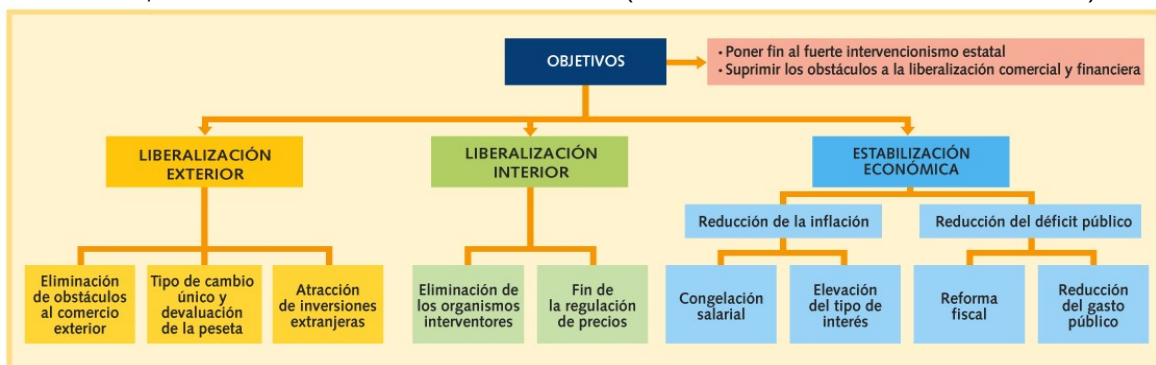 OBJETIVOS
• Poner fin al fuerte intervencionismo estatal
• Suprimir los obstáculos a la liberalización comercial y financiera
LIBERALIZACIÓN
EXTERIOR
LIBERALIZACIÓN
INTERIOR
ESTABILIZACIÓN
ECONÓMICA
Reducción de la inflación
Reducción del déficit público
Eliminación
de obstáculos
al comercio
exterior
Tipo de cambio
único y
devaluación
de la peseta
Atracción
de inversiones
extranjeras
Eliminación de
los organismos
interventores
Fin de
la regulación
de precios
Congelación
salarial
Elevación
del tipo de
interés
Reforma
fiscal
Reducción
del gasto
público